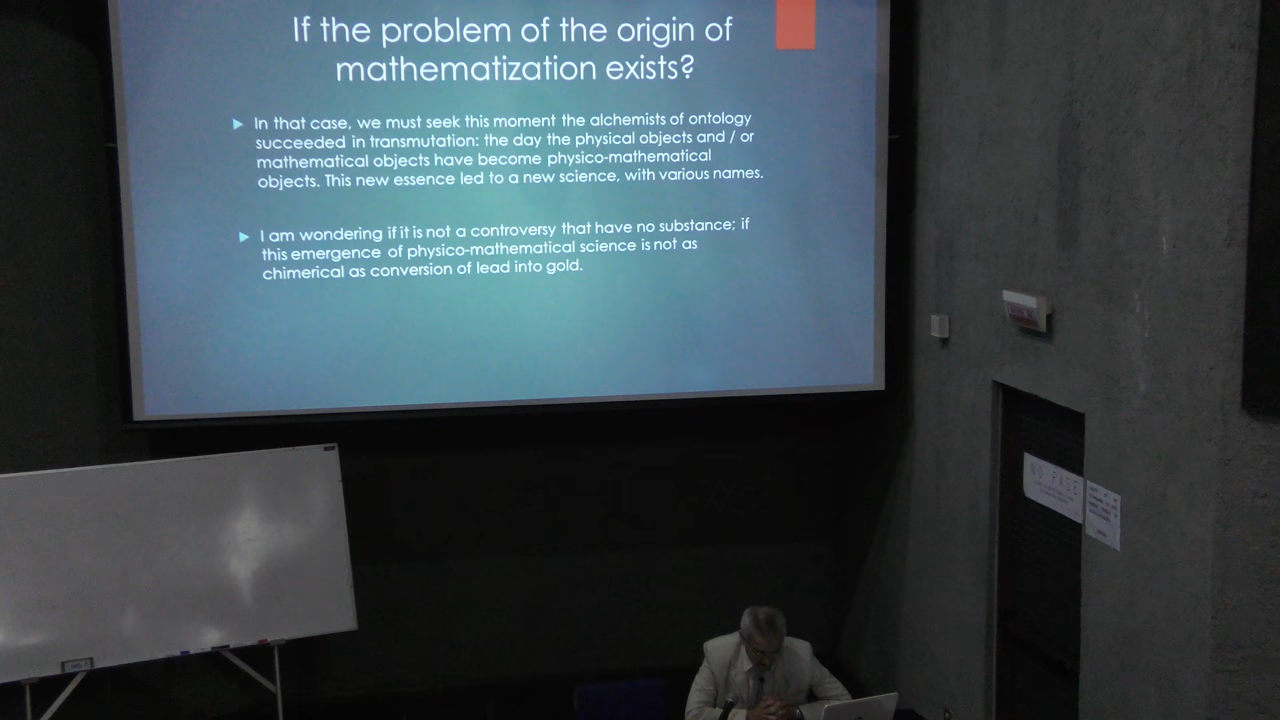 If the problem of the origin of
mathematization exists?
In that case, we must seek this moment the alchemists of ontology
succeeded in transmutation: the day the physical objects and / or
mathematical objects have become physico-mathematical
objects. This new essence led to a new science, with various names.
I am wondering if it is not a controversy that have no substance; if
this emergence of physico-mathematical science is not as
chimerical as conversion of lead into gold.
NO PASE